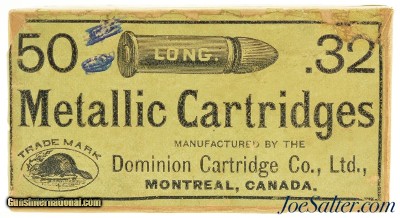 50 LONG. .32
Metallic Cartridges
MANUFACTURED BY THE
TRADE MARK
Dominion Cartridge Co., Ltd.,
MONTREAL, CANADA.
GunsInternational.com
JoeSalter.com